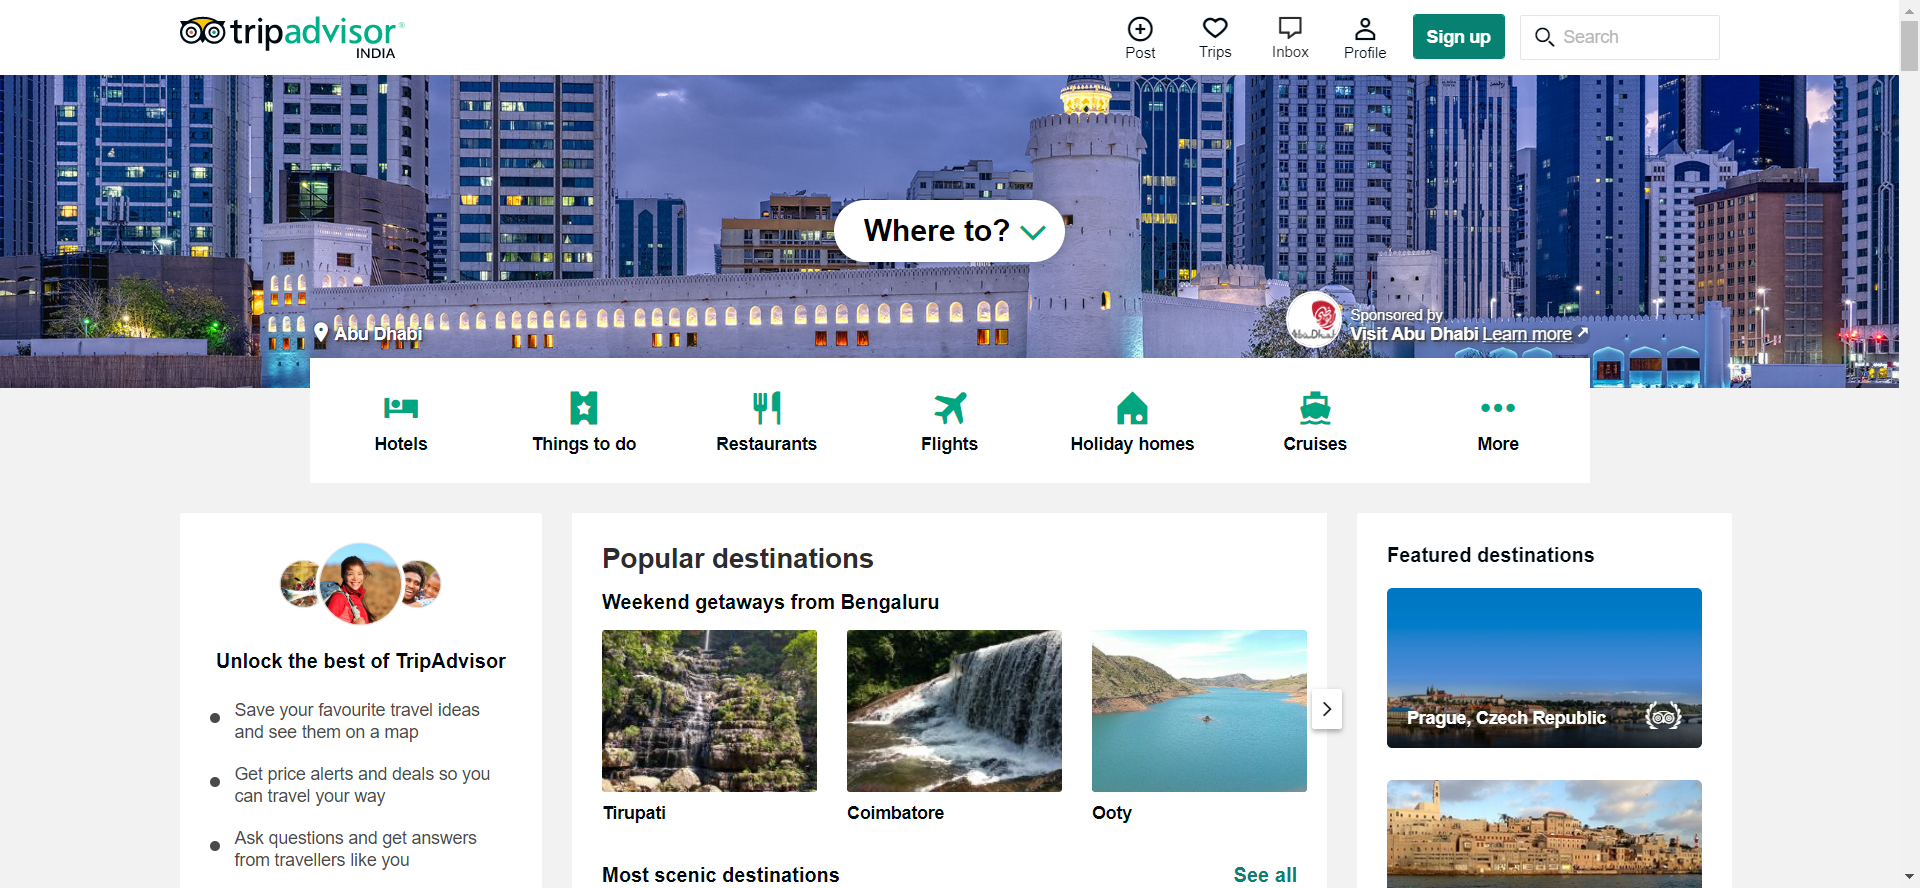 tripadvisor®
INDIA
Post
Trips
Inbox
Profile
Sign up
Search
Where to?
Abu Dhabi
Sponsored by
Visit Abu Dhabi Learn more
Hotels
Things to do
Restaurants
Flights
Holiday homes
Cruises
More
Unlock the best of TripAdvisor
Save your favourite travel ideas
and see them on a map
Get price alerts and deals so you
can travel your way
Ask questions and get answers
from travellers like you
Popular destinations
Weekend getaways from Bengaluru
Tirupati
Coimbatore
Ooty
Most scenic destinations
See all
Featured destinations
Prague, Czech Republic